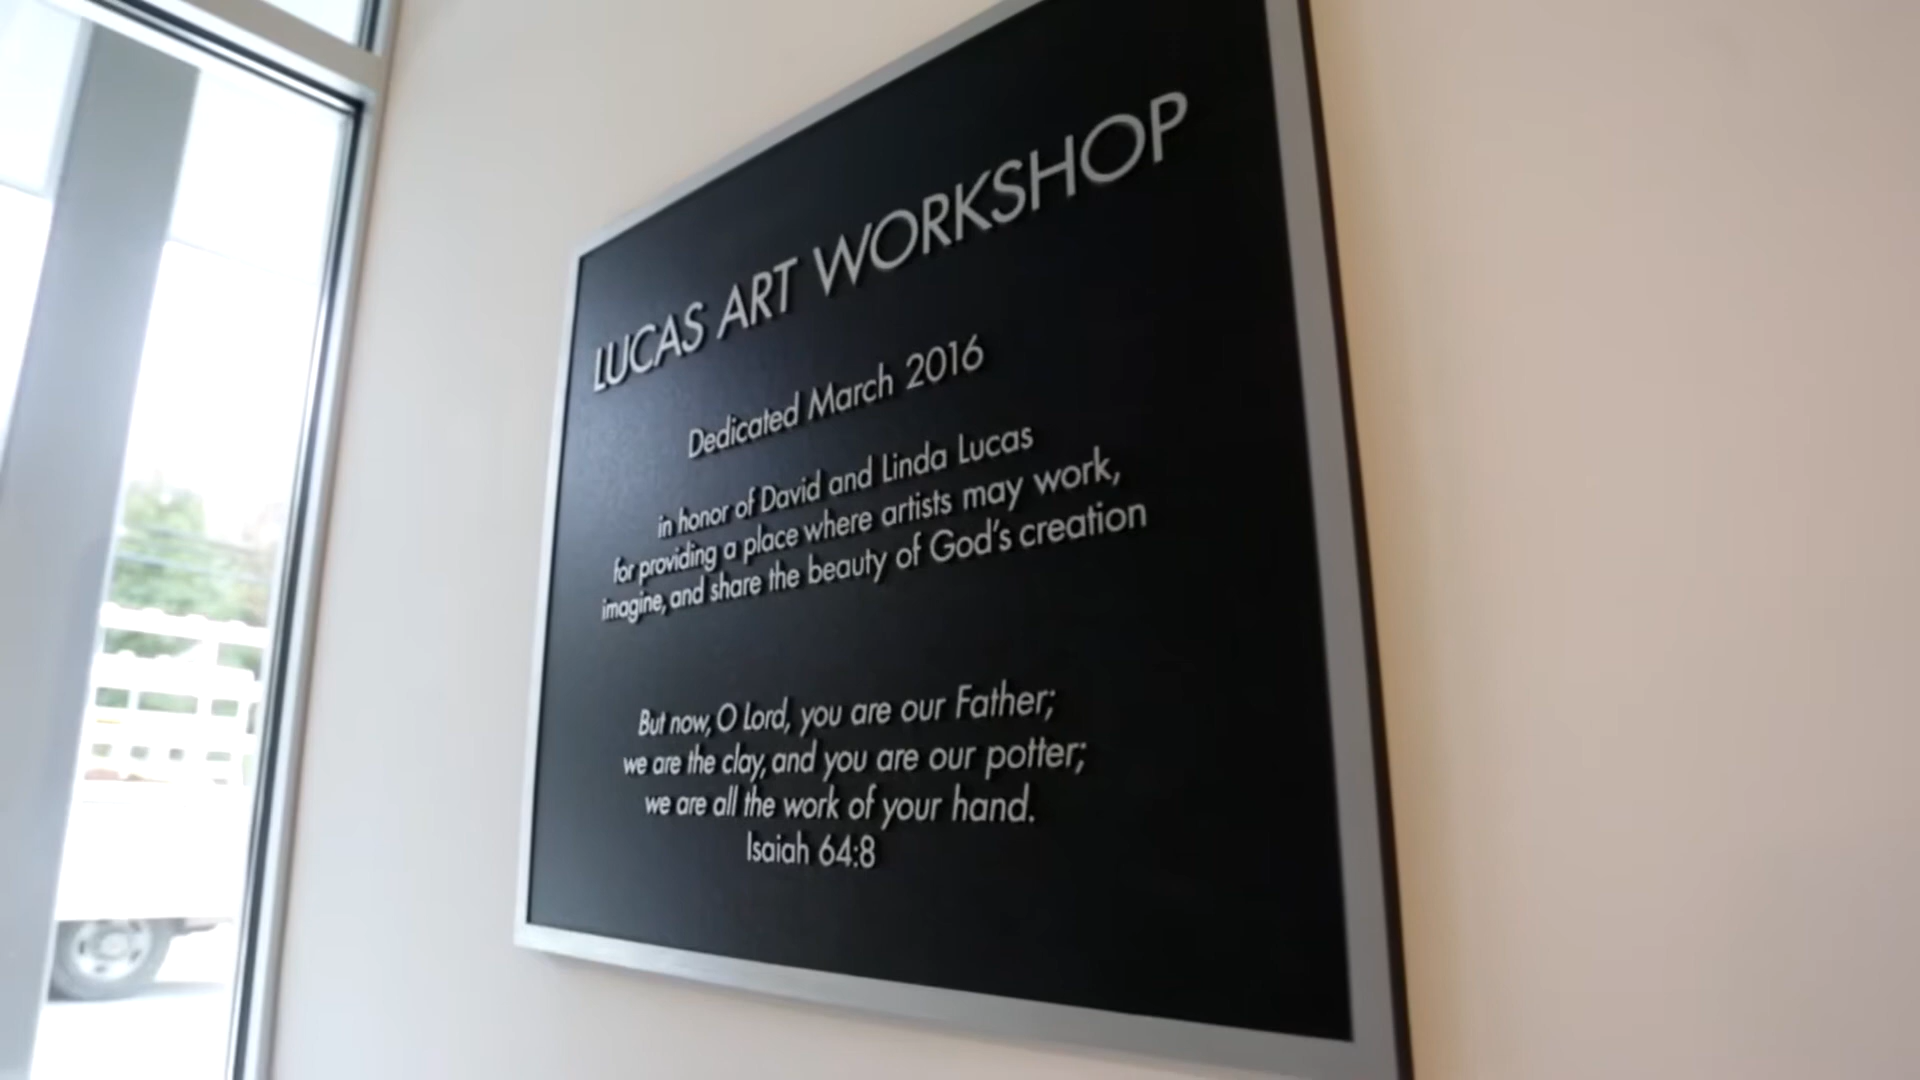 LUCAS ART WORKSHOP
Dedicated March 2016
in honor of David and Linda Lucas
for providing a place where artists may work,
imagine, and share the beauty of God's creation
But now, O Lord, you are our Father;
we are the clay, and you are our potter;
we are all the work of your hand.
Isaiah 64:8